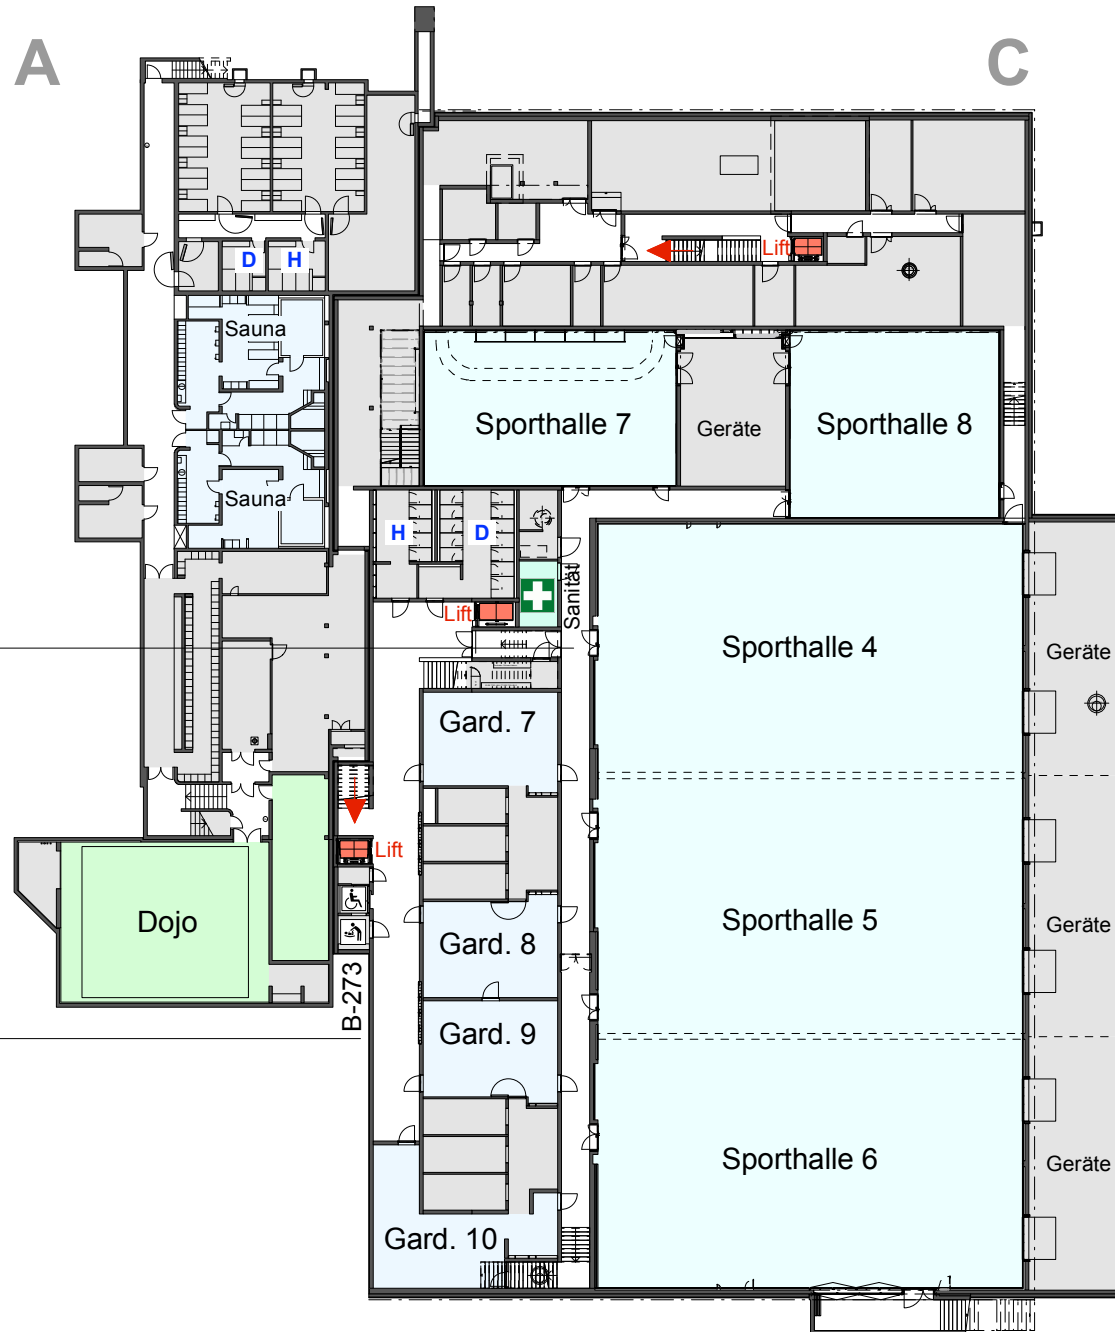 A
C
D
H
Lift
Sauna
Sporthalle 7
Geräte
Sporthalle 8
Sauna
H
D
Sanität
Lift
Sporthalle 4
Geräte
Gard. 7
Lift
Dojo
Gard. 8
Sporthalle 5
Geräte
B-273
Gard. 9
Sporthalle 6
Geräte
Gard. 10